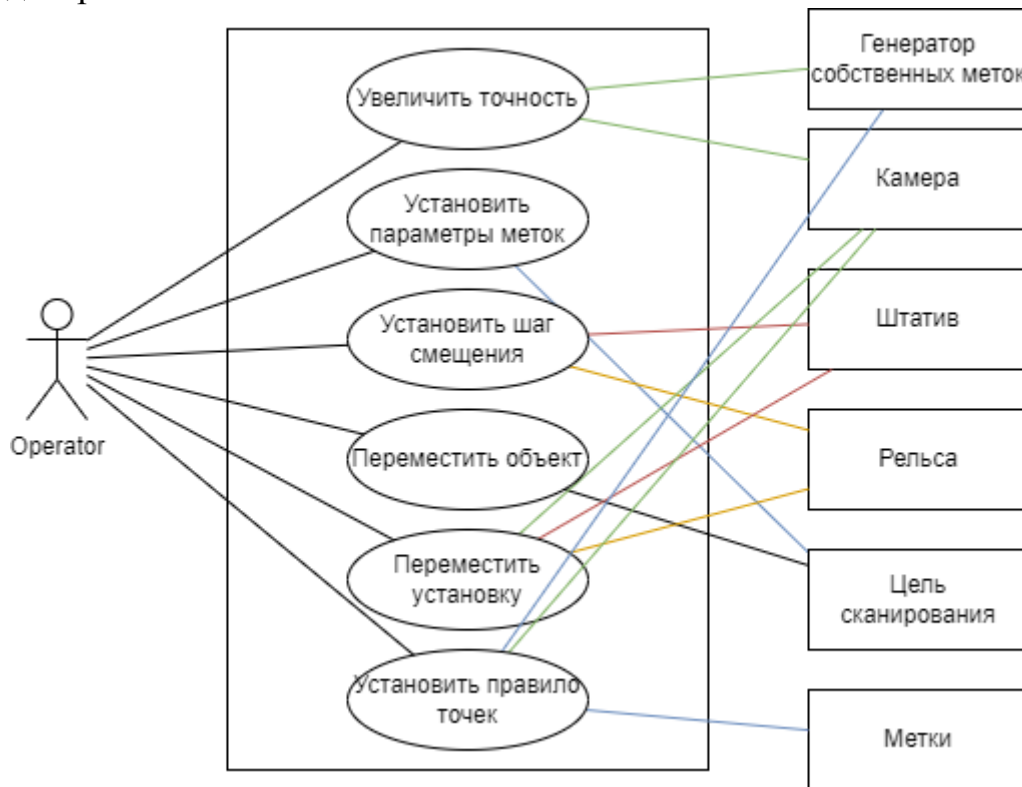 Увеличить точность
Установить
параметры меток
Установить шаг
смещения
Переместить объект
Переместить
установку
Установить правило
точек
Operator
Генератор
собственных меток
Камера
Штатив
Рельса
Цель
сканирования
Метки